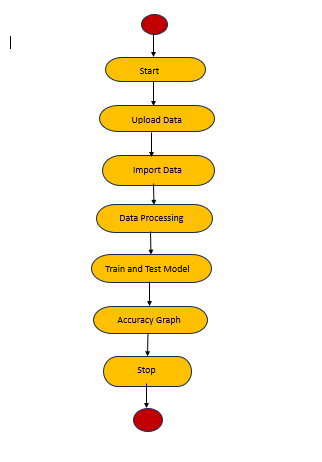 Start
Upload Data
Import Data
Data Processing
Train and Test Model
Accuracy Graph
Stop